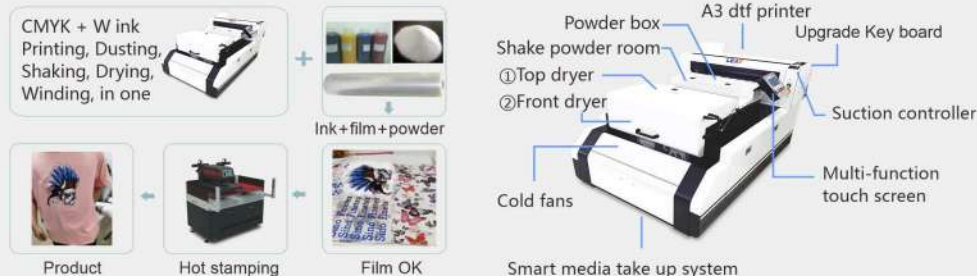 CMYK + W ink
Printing, Dusting,
Shaking, Drying,
Winding, in one
Ink+film+powder
Product
Hot stamping
Film OK
A3 dtf printer
Powder box
Upgrade Key board
Shake powder room
①Top dryer
②Front dryer
Suction controller
Multi-function
touch screen
Cold fans
Smart media take up system